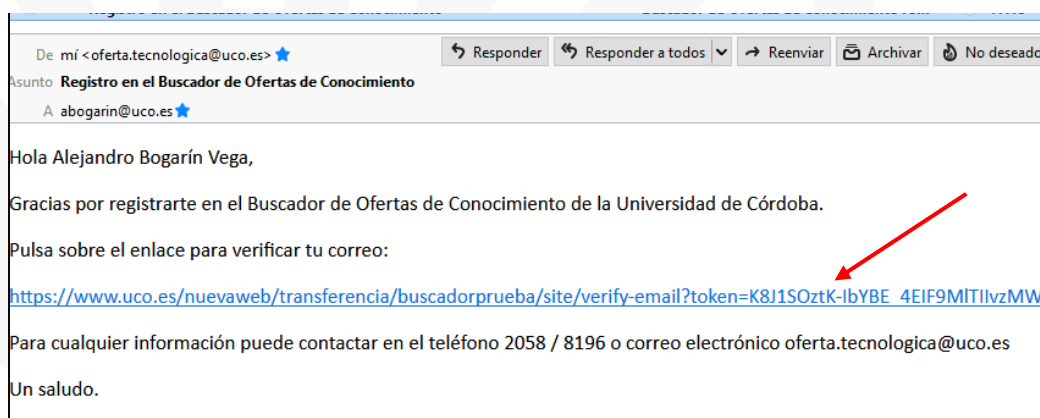 De mí <oferta.tecnologica@uco.es>
Responder Responder a todos Reenviar Archivar No deseado
Asunto Registro en el Buscador de Ofertas de Conocimiento
A abogarin@uco.es
Hola Alejandro Bogarín Vega,
Gracias por registrarte en el Buscador de Ofertas de Conocimiento de la Universidad de Córdoba.
Pulsa sobre el enlace para verificar tu correo:
https://www.uco.es/nuevaweb/transferencia/buscadorprueba/site/verify-email?token=K8J1SOztK-IbYBE_4EIF9MlTIIvzMW
Para cualquier información puede contactar en el teléfono 2058 / 8196 o correo electrónico oferta.tecnologica@uco.es
Un saludo.